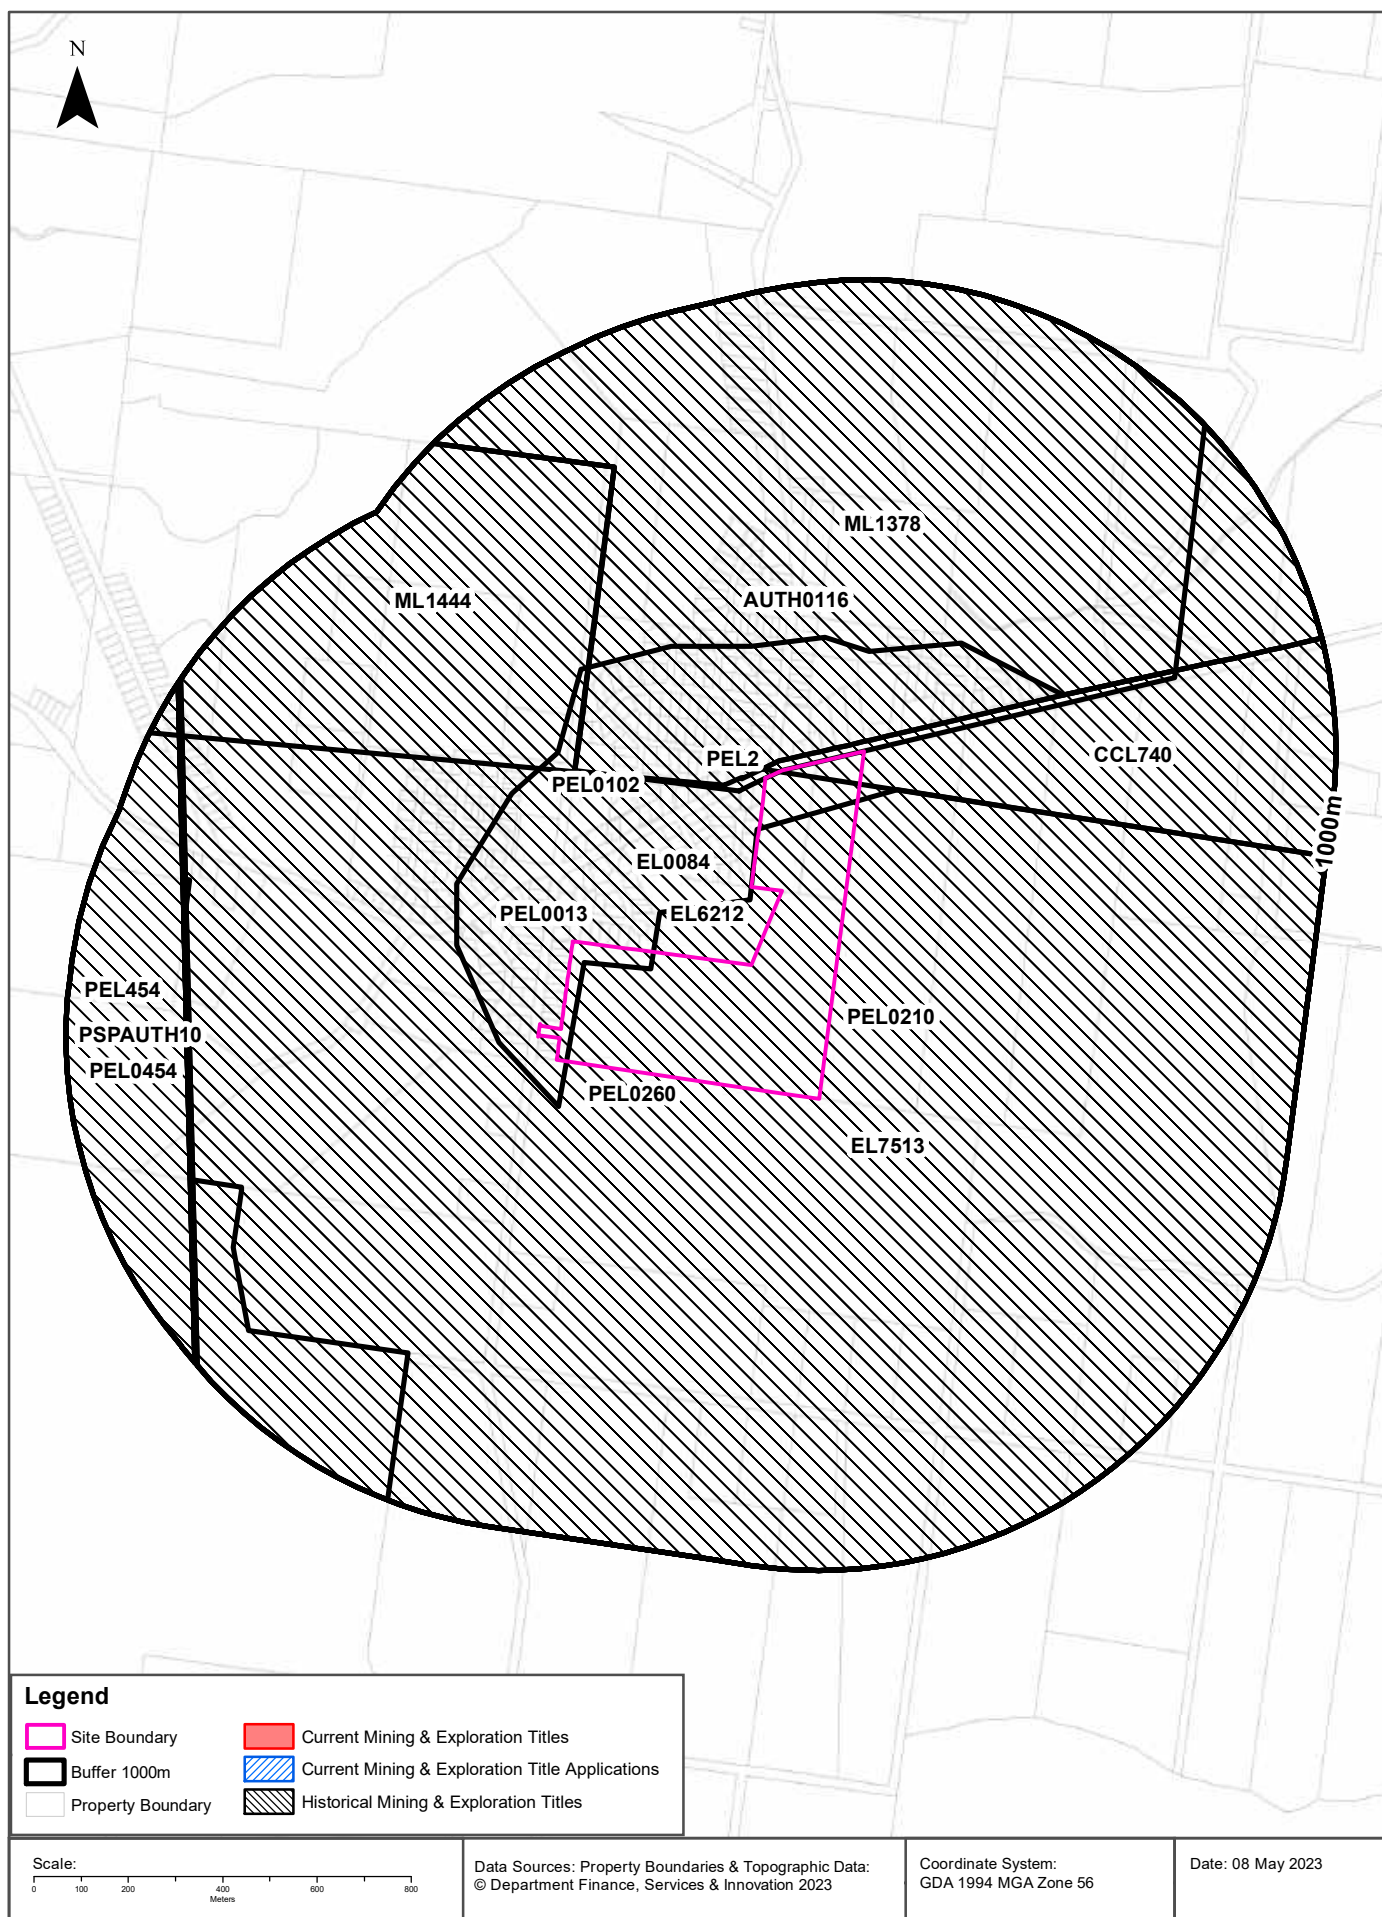 N
ML1378
ML1444
AUTH0116
PEL2
CCL740
PEL0102
1000m
EL0084
PEL0013
EL6212
PEL454
PEL0210
PSPAUTH10
PEL0454
PEL0260
EL7513
Legend
Site Boundary
Buffer 1000m
Property Boundary
Current Mining & Exploration Titles
Current Mining & Exploration Title Applications
Historical Mining & Exploration Titles
Scale:
0 100 200 400 600 800
Meters
Data Sources: Property Boundaries & Topographic Data:
© Department Finance, Services & Innovation 2023
Coordinate System:
GDA 1994 MGA Zone 56
Date: 08 May 2023